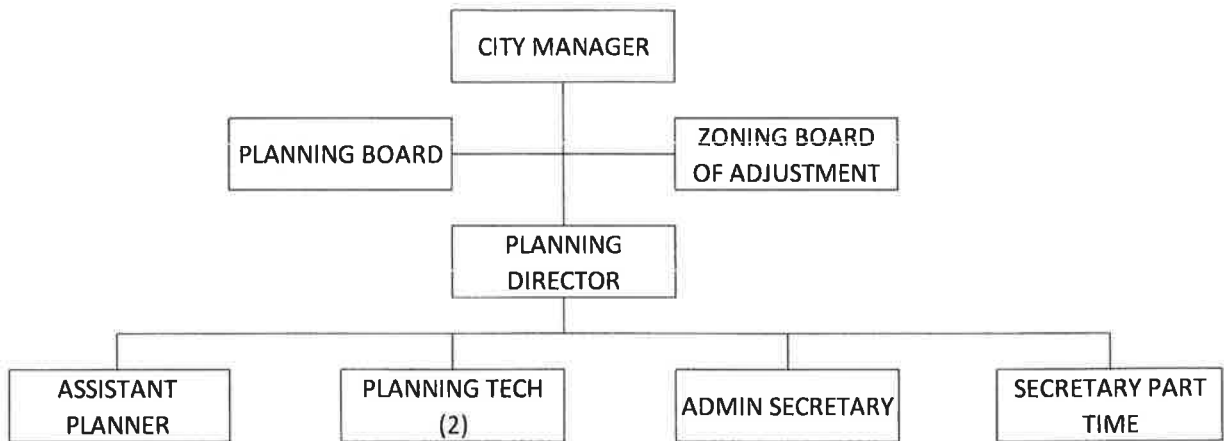 CITY MANAGER
PLANNING BOARD
ZONING BOARD
OF ADJUSTMENT
PLANNING
DIRECTOR
ASSISTANT
PLANNER
PLANNING TECH
(2)
ADMIN SECRETARY
SECRETARY PART
TIME